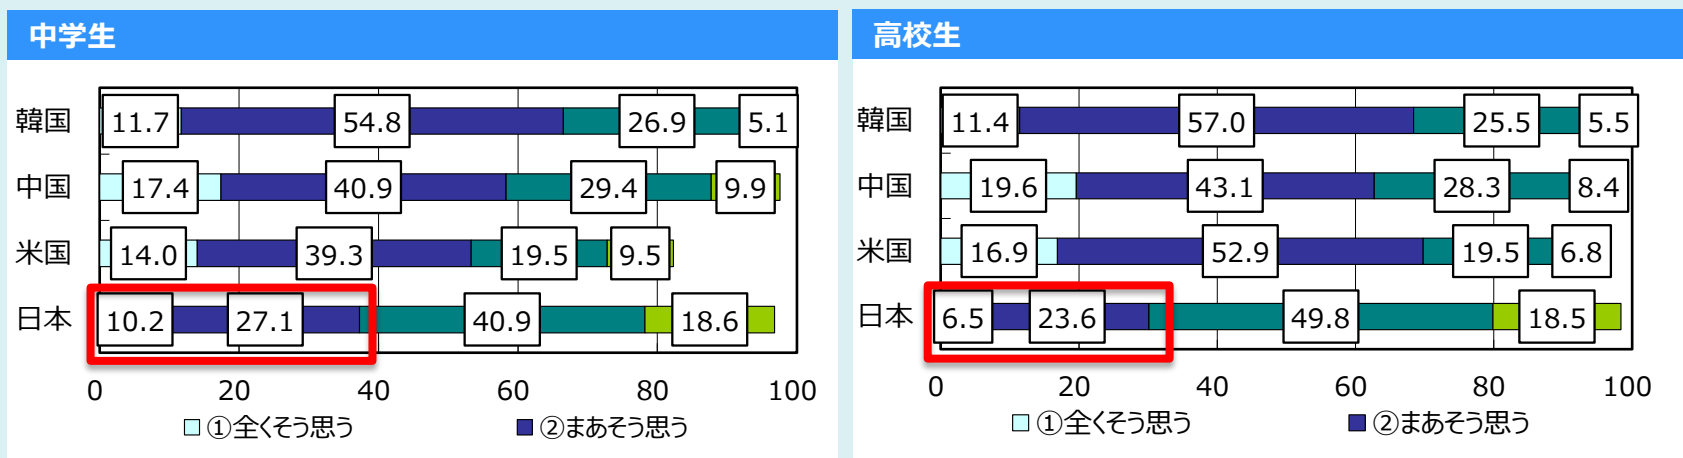 中学生
韓国 11.7 54.8 26.9 5.1
中国 17.4 40.9 29.4 9.9
米国 14.0 39.3 19.5 9.5
日本 10.2 27.1 40.9 18.6
0 20 40 60 80 100
①全くそう思う ②まあそう思う
高校生
韓国 11.4 57.0 25.5 5.5
中国 19.6 43.1 28.3 8.4
米国 16.9 52.9 19.5 6.8
日本 6.5 23.6 49.8 18.5
0 20 40 60 80 100
①全くそう思う ②まあそう思う